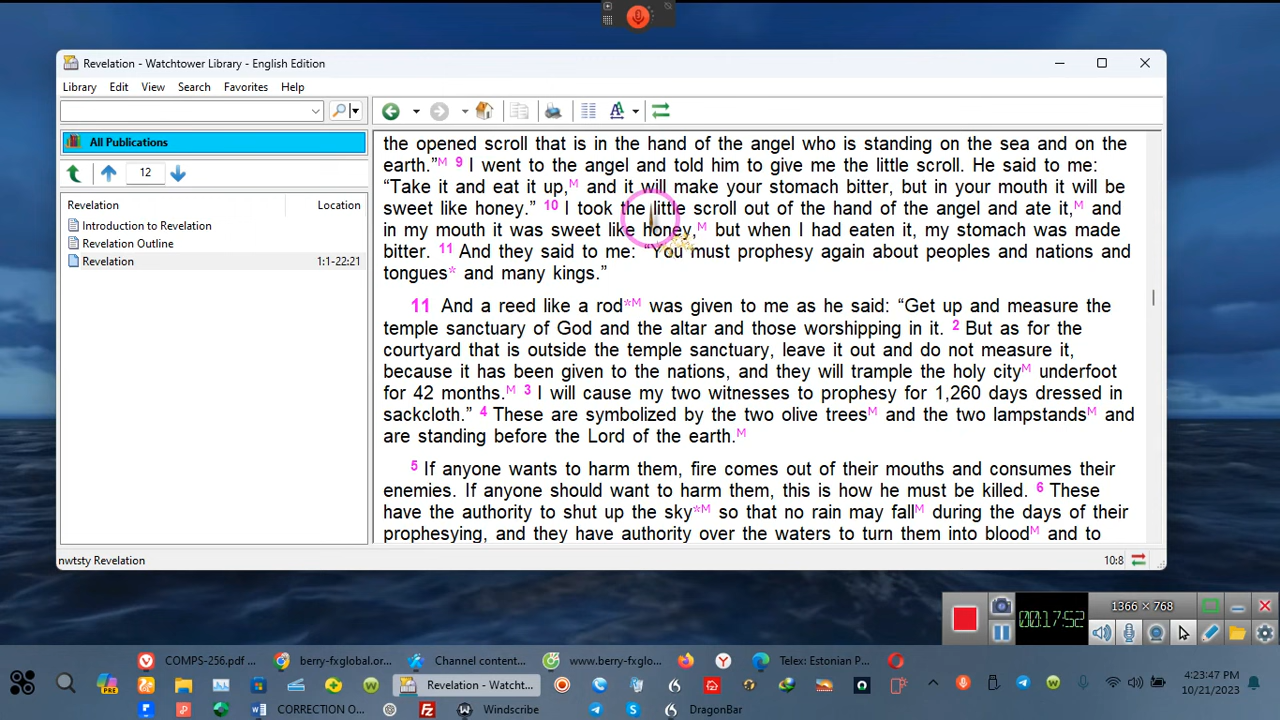 Revelation - Watchtower Library - English Edition
Library Edit View Search Favorites Help
All Publications
12
Revelation Location
Introduction to Revelation
Revelation Outline
Revelation 1:1-22:21
the opened scroll that is in the hand of the angel who is standing on the sea and on the
earth.”M 9 I went to the angel and told him to give me the little scroll. He said to me:
“Take it and eat it up,M and it will make your stomach bitter, but in your mouth it will be
sweet like honey.” 10 I took the little scroll out of the hand of the angel and ate it,M and
in my mouth it was sweet like honey,M but when I had eaten it, my stomach was made
bitter. 11 And they said to me: “You must prophesy again about peoples and nations and
tongues* and many kings.”
11 And a reed like a rod*M was given to me as he said: “Get up and measure the
temple sanctuary of God and the altar and those worshipping in it. 2 But as for the
courtyard that is outside the temple sanctuary, leave it out and do not measure it,
because it has been given to the nations, and they will trample the holy cityM underfoot
for 42 months.M 3 I will cause my two witnesses to prophesy for 1,260 days dressed in
sackcloth.” 4 These are symbolized by the two olive treesM and the two lampstandsM and
are standing before the Lord of the earth.M
5 If anyone wants to harm them, fire comes out of their mouths and consumes their
enemies. If anyone should want to harm them, this is how he must be killed. 6 These
have the authority to shut up the sky*M so that no rain may fallM during the days of their
prophesying, and they have authority over the waters to turn them into bloodM and to
nwtsty Revelation 10:8
1366 × 768
00:17:52
COMPS-256.pdf ... berry-fxglobal.or... Channel content... www.berry-fxglo... Telex: Estonian P...
PRE Revelation - Watcht... 4:23:47 PM
CORRECTION O... Windscribe DragonBar 10/21/2023